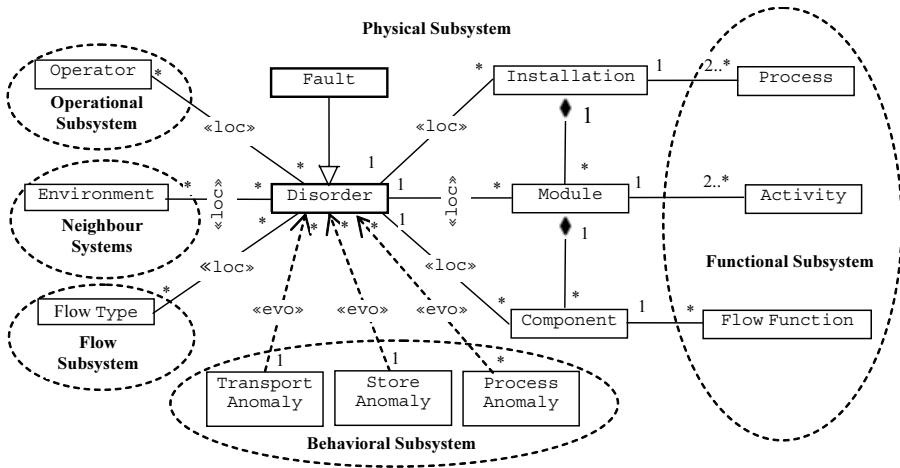 Physical Subsystem
Operator
*
Operational
Subsystem
Fault
*
Installation
1
2..*
Process
«loc»
«loc»
1
*
1
*
1
Environment
*
«loc»
*
Disorder
1
«loc»
*
Module
1
2..*
Activity
Neighbour
Systems
*
*
*
*
1
1
«loc»
«loc»
Functional Subsystem
*
Flow Type
«evo»
«evo»
«evo»
*
*
Component
1
*
Flow Function
Flow
Subsystem
1
1
*
Transport
Anomaly
Store
Anomaly
Process
Anomaly
Behavioral Subsystem